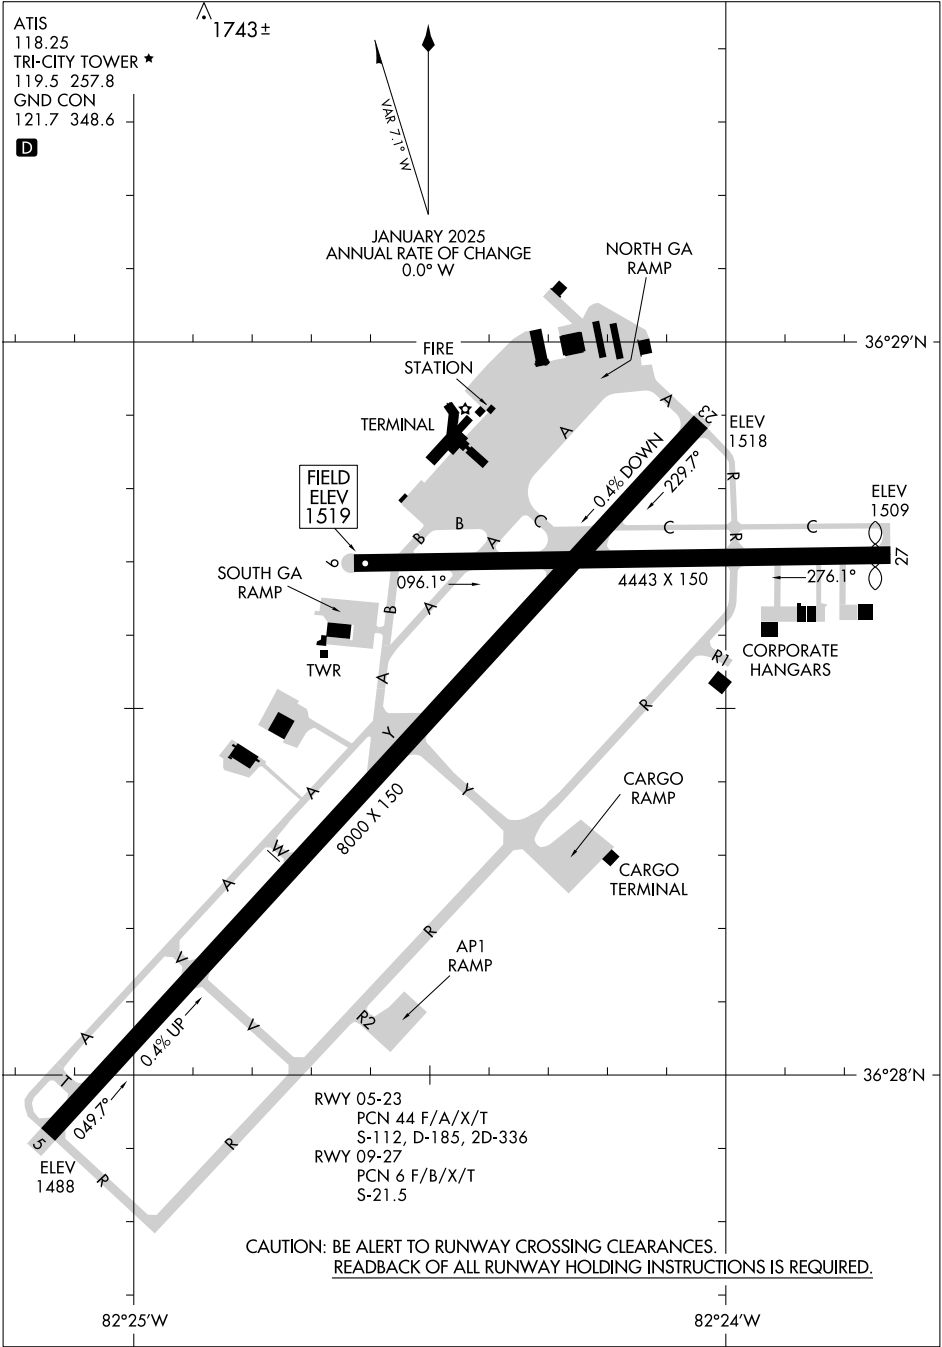 ATIS
118.25
TRI-CITY TOWER ★
119.5 257.8
GND CON
121.7 348.6
D
1743±
VAR 7.1° W
JANUARY 2025
ANNUAL RATE OF CHANGE
0.0° W
NORTH GA
RAMP
36°29'N
FIRE
STATION
TERMINAL
A
A
23
ELEV
1518
0.4% DOWN
229.7°
R
FIELD
ELEV
1519
ELEV
1509
B
B
A
C
C
C
R
9
27
096.1°
4443 X 150
276.1°
SOUTH GA
RAMP
B
A
TWR
CORPORATE
HANGARS
R1
A
R
Y
Y
A
8000 X 150
CARGO
RAMP
W
A
CARGO
TERMINAL
R
AP1
RAMP
V
V
R2
A
0.4% UP
T
049.7°
36°28'N
5
ELEV
1488
R
R
RWY 05-23
PCN 44 F/A/X/T
S-112, D-185, 2D-336
RWY 09-27
PCN 6 F/B/X/T
S-21.5
CAUTION: BE ALERT TO RUNWAY CROSSING CLEARANCES.
READBACK OF ALL RUNWAY HOLDING INSTRUCTIONS IS REQUIRED.
82°25'W
82°24'W